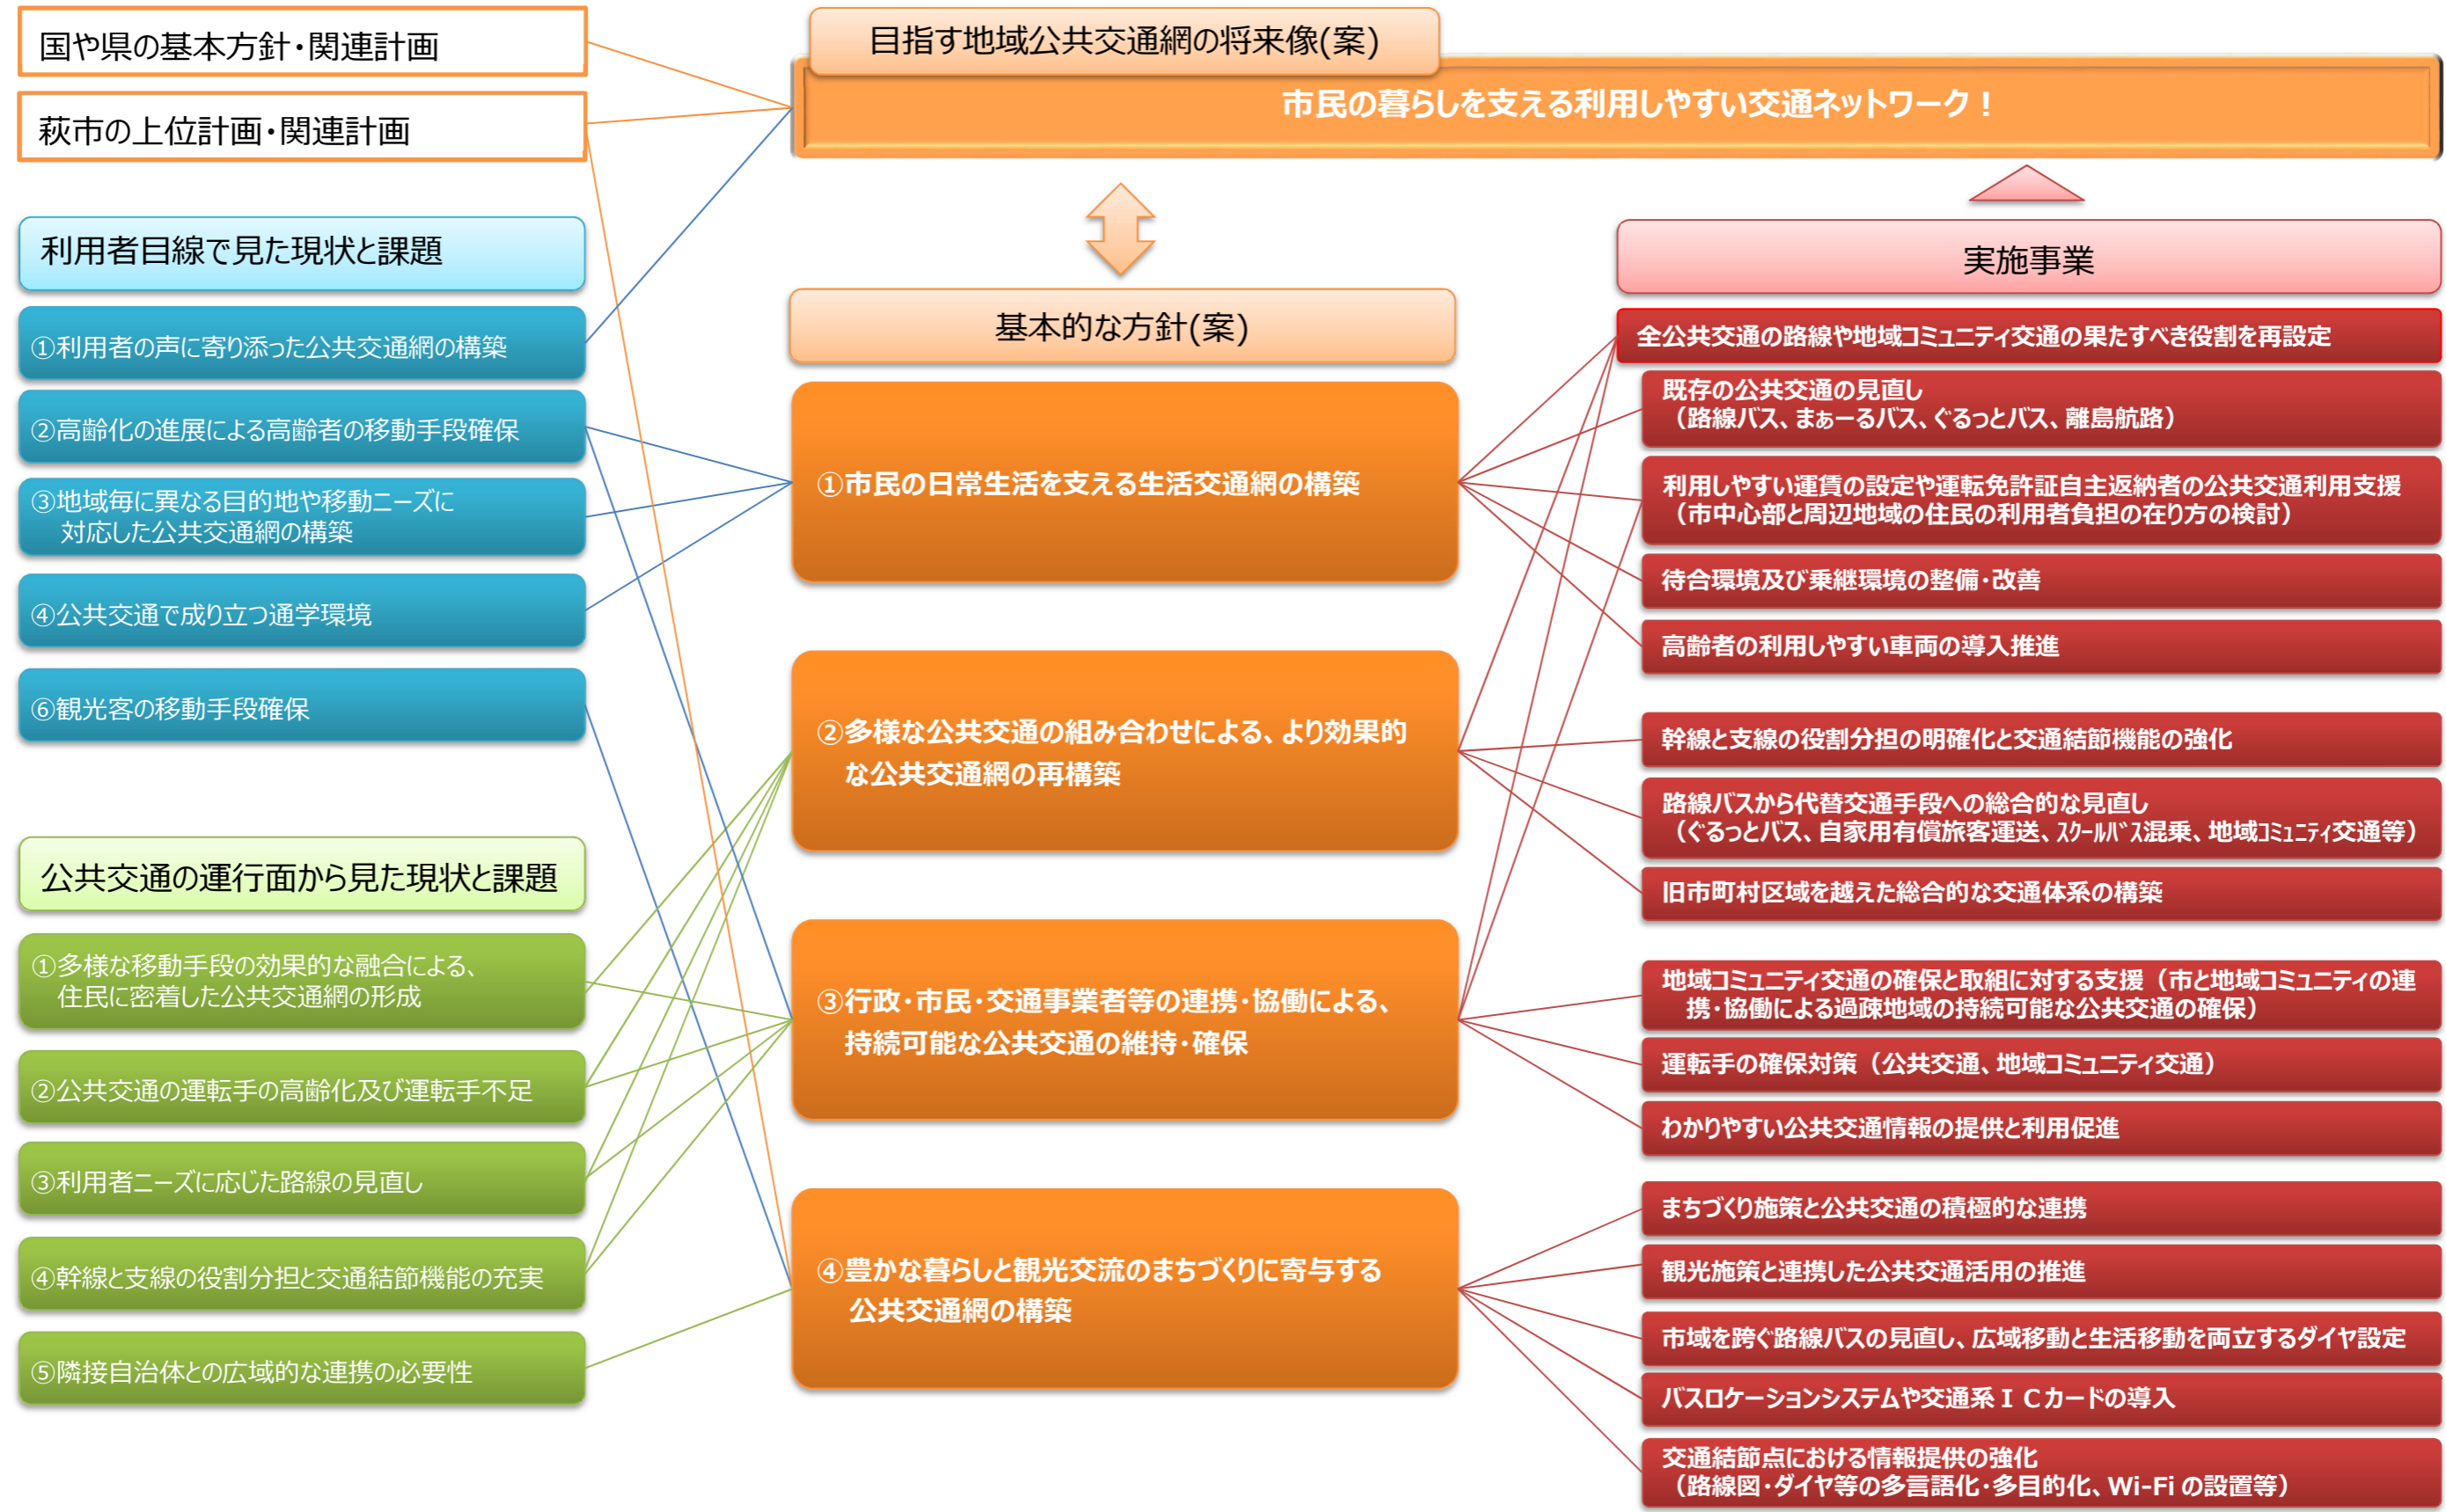 国や県の基本方針・関連計画
萩市の上位計画・関連計画
目指す地域公共交通網の将来像(案)
市民の暮らしを支える利用しやすい交通ネットワーク！
利用者目線で見た現状と課題
①利用者の声に寄り添った公共交通網の構築
②高齢化の進展による高齢者の移動手段確保
③地域毎に異なる目的地や移動ニーズに
対応した公共交通網の構築
④公共交通で成り立つ通学環境
⑥観光客の移動手段確保
公共交通の運行面から見た現状と課題
①多様な移動手段の効果的な融合による、
住民に密着した公共交通網の形成
②公共交通の運転手の高齢化及び運転手不足
③利用者ニーズに応じた路線の見直し
④幹線と支線の役割分担と交通結節機能の充実
⑤隣接自治体との広域的な連携の必要性
基本的な方針(案)
①市民の日常生活を支える生活交通網の構築
②多様な公共交通の組み合わせによる、より効果的
な公共交通網の再構築
③行政・市民・交通事業者等の連携・協働による、
持続可能な公共交通の維持・確保
④豊かな暮らしと観光交流のまちづくりに寄与する
公共交通網の構築
実施事業
全公共交通の路線や地域コミュニティ交通の果たすべき役割を再設定
既存の公共交通の見直し
（路線バス、まぁーるバス、ぐるっとバス、離島航路）
利用しやすい運賃の設定や運転免許証自主返納者の公共交通利用支援
（市中心部と周辺地域の住民の利用者負担の在り方の検討）
待合環境及び乗継環境の整備・改善
高齢者の利用しやすい車両の導入推進
幹線と支線の役割分担の明確化と交通結節機能の強化
路線バスから代替交通手段への総合的な見直し
（ぐるっとバス、自家用有償旅客運送、ｽｸｰﾙﾊﾞｽ混乗、地域ｺﾐｭﾆﾃｨ交通等）
旧市町村区域を越えた総合的な交通体系の構築
地域コミュニティ交通の確保と取組に対する支援（市と地域コミュニティの連
携・協働による過疎地域の持続可能な公共交通の確保）
運転手の確保対策（公共交通、地域コミュニティ交通）
わかりやすい公共交通情報の提供と利用促進
まちづくり施策と公共交通の積極的な連携
観光施策と連携した公共交通活用の推進
市域を跨ぐ路線バスの見直し、広域移動と生活移動を両立するダイヤ設定
バスロケーションシステムや交通系ＩＣカードの導入
交通結節点における情報提供の強化
（路線図・ダイヤ等の多言語化・多目的化、Wi-Fi の設置等）